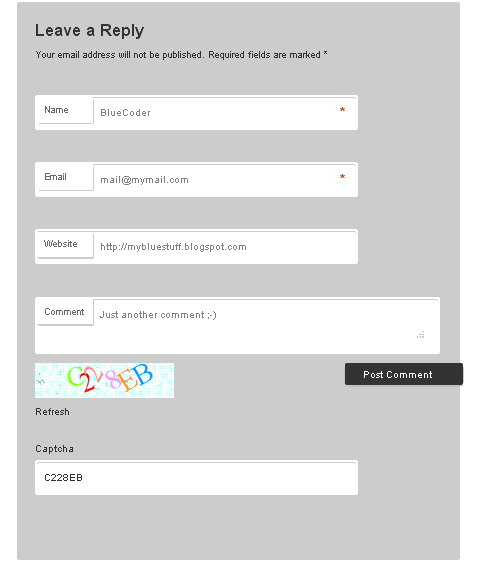 Leave a Reply
Your email address will not be published. Required fields are marked *
Name BlueCoder *
Email mail@mymail.com *
Website http://mybluestuff.blogspot.com
Comment Just another comment ;-)
C228EB
Post Comment
Refresh
Captcha
C228EB